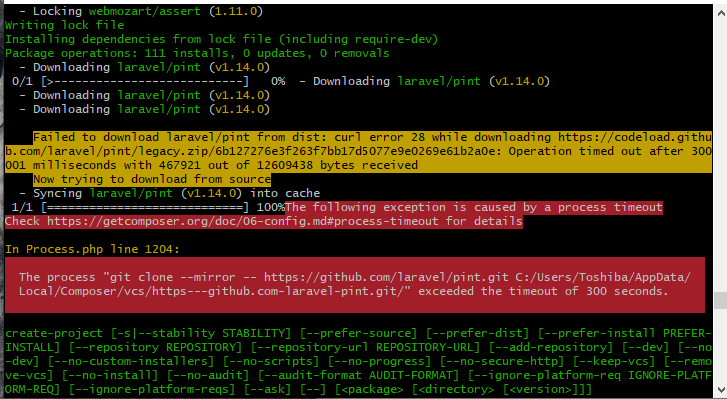 - Locking webmozart/assert (1.11.0)
Writing lock file
Installing dependencies from lock file (including require-dev)
Package operations: 111 installs, 0 updates, 0 removals
- Downloading laravel/pint (v1.14.0)
0/1 [>---------------------------]   0%  - Downloading laravel/pint (v1.14.0)
- Downloading laravel/pint (v1.14.0)
- Downloading laravel/pint (v1.14.0)
Failed to download laravel/pint from dist: curl error 28 while downloading https://codeload.githu
b.com/laravel/pint/legacy.zip/6b127276e3f263f7bb17d5077e9e0269e61b2a0e: Operation timed out after 300
001 milliseconds with 467921 out of 12609438 bytes received
Now trying to download from source
- Syncing laravel/pint (v1.14.0) into cache
1/1 [============================] 100%The following exception is caused by a process timeout
Check https://getcomposer.org/doc/06-config.md#process-timeout for details
In Process.php line 1204:
The process "git clone --mirror -- https://github.com/laravel/pint.git C:/Users/Toshiba/AppData/
Local/Composer/vcs/https---github.com-laravel-pint.git/" exceeded the timeout of 300 seconds.
create-project [-s|--stability STABILITY] [--prefer-source] [--prefer-dist] [--prefer-install PREFER-
INSTALL] [--repository REPOSITORY] [--repository-url REPOSITORY-URL] [--add-repository] [--dev] [--no
-dev] [--no-custom-installers] [--no-scripts] [--no-progress] [--no-secure-http] [--keep-vcs] [--remo
ve-vcs] [--no-install] [--no-audit] [--audit-format AUDIT-FORMAT] [--ignore-platform-req IGNORE-PLATF
ORM-REQ] [--ignore-platform-reqs] [--ask] [--] [<package> [<directory> [<version>]]]